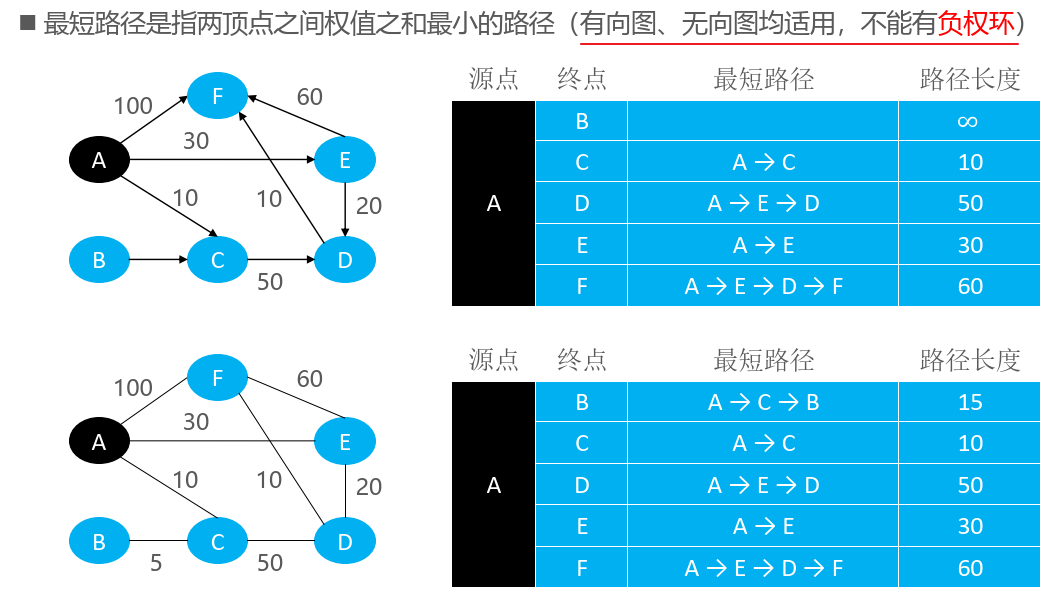 ■ 最短路径是指两顶点之间权值之和最小的路径（有向图、无向图均适用，不能有负权环）
源点 终点 最短路径 路径长度
F
100
60
30
A
E
10
10
20
B
C
D
50
A
B ∞
C A → C 10
D A → E → D 50
E A → E 30
F A → E → D → F 60
源点 终点 最短路径 路径长度
F
100
60
30
A
E
10
10
20
B
C
D
5
50
A
B A → C → B 15
C A → C 10
D A → E → D 50
E A → E 30
F A → E → D → F 60